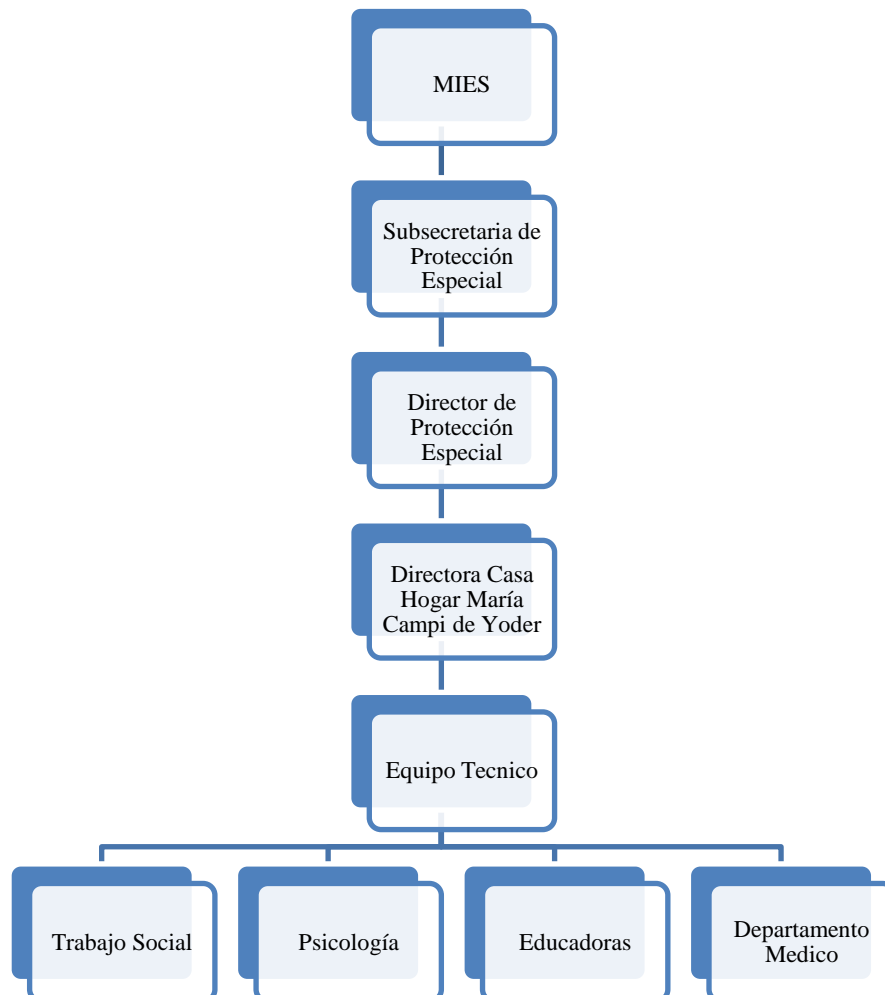 MIES
Subsecretaria de
Protección
Especial
Director de
Protección
Especial
Directora Casa
Hogar María
Campi de Yoder
Equipo Tecnico
Trabajo Social
Psicología
Educadoras
Departamento
Medico